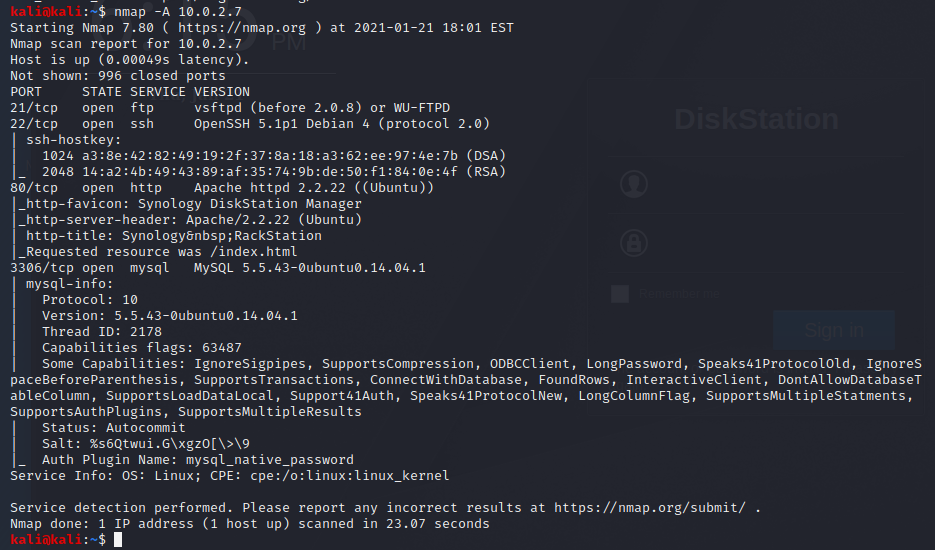 kali@kali:~$ nmap -A 10.0.2.7
Starting Nmap 7.80 ( https://nmap.org ) at 2021-01-21 18:01 EST
Nmap scan report for 10.0.2.7
PM
Host is up (0.00049s latency).
Not shown: 996 closed ports
PORT     STATE SERVICE VERSION
21/tcp   open  ftp     vsftpd (before 2.0.8) or WU-FTPD
22/tcp   open  ssh     OpenSSH 5.1p1 Debian 4 (protocol 2.0)
| ssh-hostkey:
|   1024 a3:8e:42:82:49:19:2f:37:8a:18:a3:62:ee:97:4e:7b (DSA)
|_  2048 14:a2:4b:49:43:89:af:35:74:9b:de:50:f1:84:0e:4f (RSA)
80/tcp   open  http    Apache httpd 2.2.22 ((Ubuntu))
|_http-favicon: Synology DiskStation Manager
|_http-server-header: Apache/2.2.22 (Ubuntu)
| http-title: Synology&nbsp;RackStation
|_Requested resource was /index.html
3306/tcp open  mysql   MySQL 5.5.43-0ubuntu0.14.04.1
| mysql-info:
|   Protocol: 10
|   Version: 5.5.43-0ubuntu0.14.04.1
|   Thread ID: 2178
|   Capabilities flags: 63487
|   Some Capabilities: IgnoreSigpipes, SupportsCompression, ODBCClient, LongPassword, Speaks41ProtocolOld, IgnoreS
paceBeforeParenthesis, SupportsTransactions, ConnectWithDatabase, FoundRows, InteractiveClient, DontAllowDatabaseT
ableColumn, SupportsLoadDataLocal, Support41Auth, Speaks41ProtocolNew, LongColumnFlag, SupportsMultipleStatments,
SupportsAuthPlugins, SupportsMultipleResults
|   Status: Autocommit
|   Salt: %s6Qtwui.G\xgzO[\>\9
|_  Auth Plugin Name: mysql_native_password
Service Info: OS: Linux; CPE: cpe:/o:linux:linux_kernel
Service detection performed. Please report any incorrect results at https://nmap.org/submit/ .
Nmap done: 1 IP address (1 host up) scanned in 23.07 seconds
kali@kali:~$
DiskStation
Remember me
Sign in